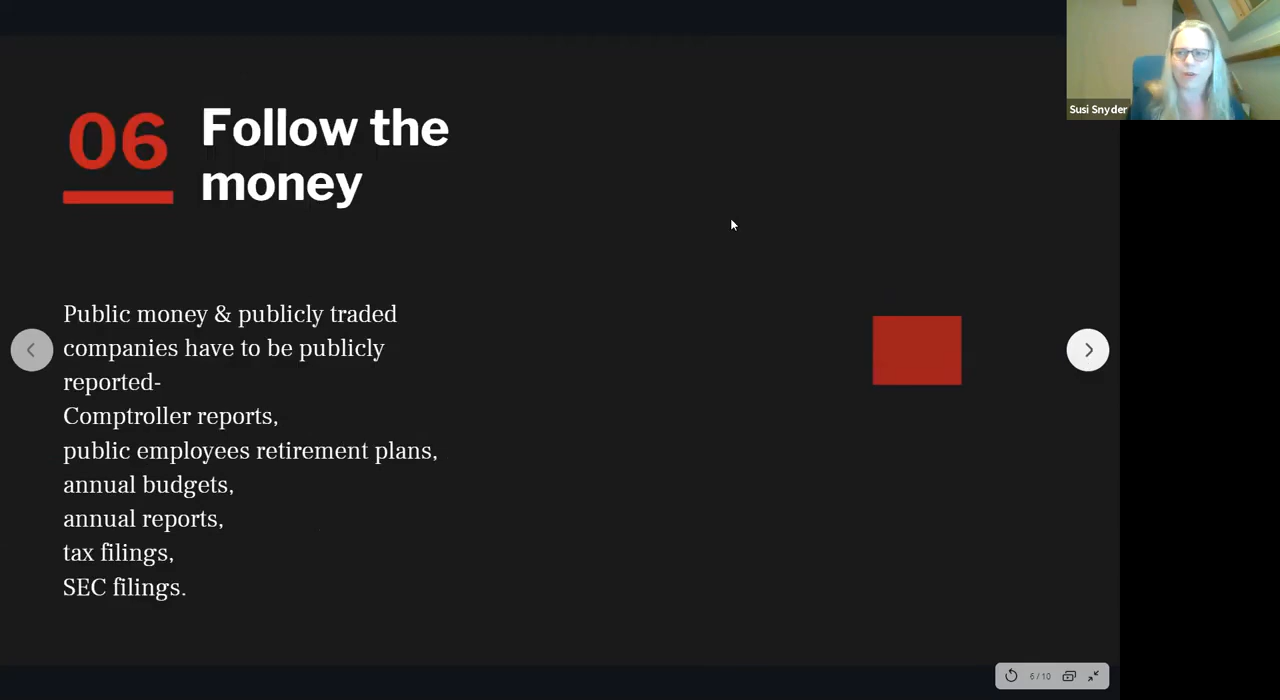 06
Follow the
money
Public money & publicly traded
companies have to be publicly
reported-
Comptroller reports,
public employees retirement plans,
annual budgets,
annual reports,
tax filings,
SEC filings.
Susi Snyder
6 / 10